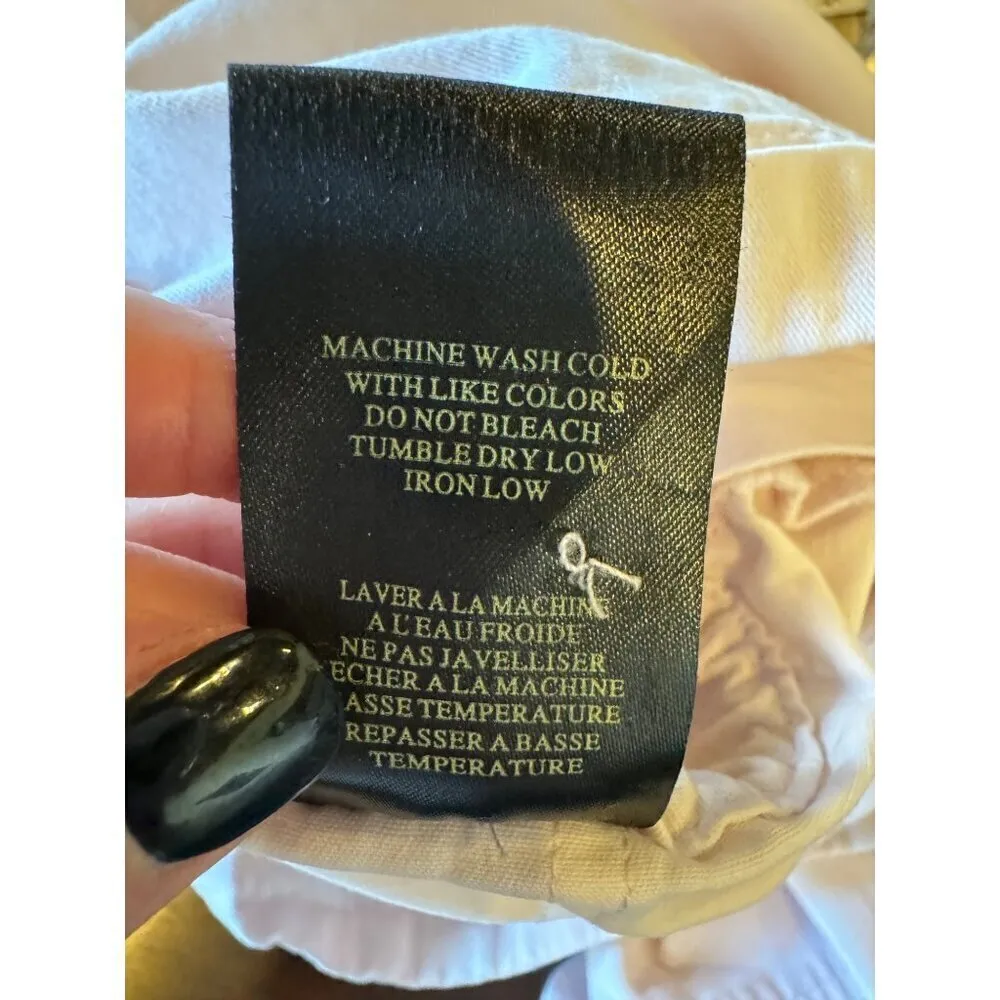 MACHINE WASH COLD
WITH LIKE COLORS
DO NOT BLEACH
TUMBLE DRY LOW
IRON LOW
LAVER A LA MACHINE
A L'EAU FROIDE
NE PAS JAVELLISER
ECHER A LA MACHINE
ASSE TEMPERATURE
REPASSER A BASSE
TEMPERATURE